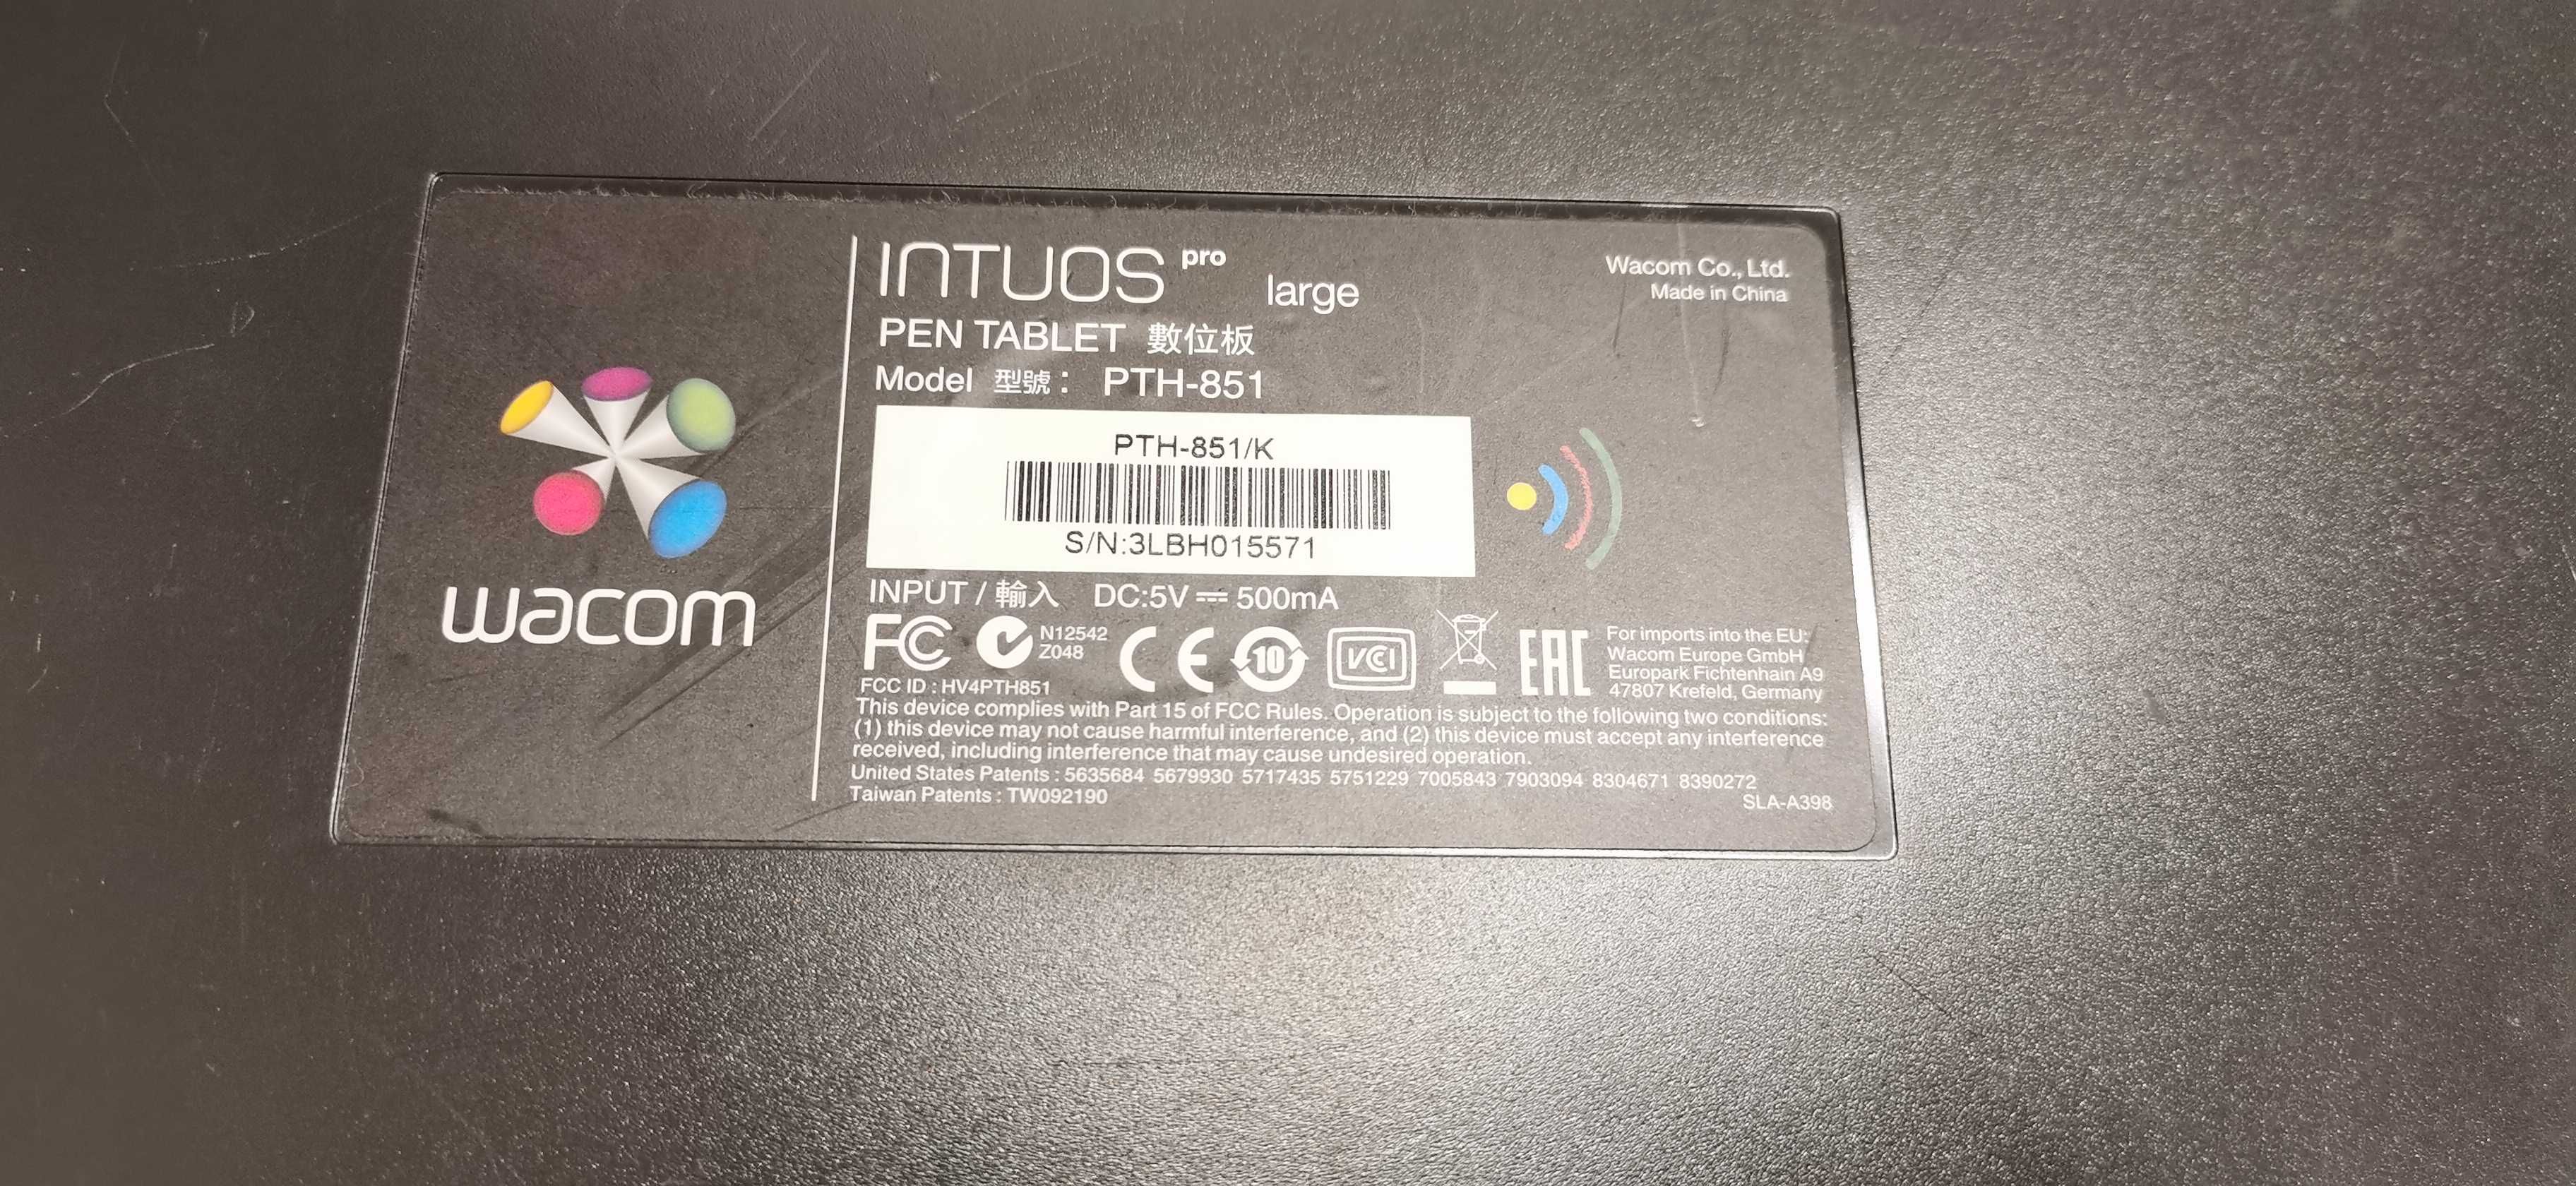 INTUOS pro large
Wacom Co., Ltd.
Made in China
PEN TABLET 數位板
Model 型號： PTH-851
PTH-851/K
S/N:3LBH015571
wacom
INPUT / 輸入 DC:5V ⎓ 500mA
FC
N12542
Z048
CE
10
VCI
EAC
For imports into the EU:
Wacom Europe GmbH
Europark Fichtenhain A9
47807 Krefeld, Germany
FCC ID : HV4PTH851
This device complies with Part 15 of FCC Rules. Operation is subject to the following two conditions:
(1) this device may not cause harmful interference, and (2) this device must accept any interference
received, including interference that may cause undesired operation.
United States Patents : 5635684 5679930 5717435 5751229 7005843 7903094 8304671 8390272
Taiwan Patents : TW092190
SLA-A398